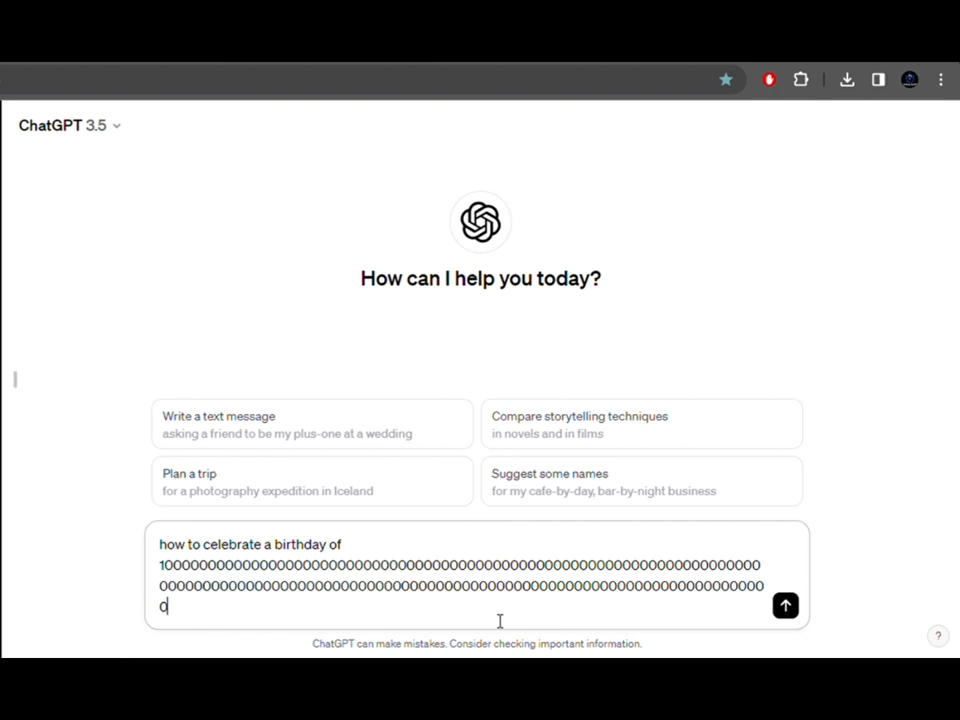 ChatGPT 3.5
How can I help you today?
Write a text message
asking a friend to be my plus-one at a wedding
Compare storytelling techniques
in novels and in films
Plan a trip
for a photography expedition in Iceland
Suggest some names
for my cafe-by-day, bar-by-night business
how to celebrate a birthday of
1000000000000000000000000000000000000000000000000000000000000000000000
0000000000000000000000000000000000000000000000000000000000000000000000
0
ChatGPT can make mistakes. Consider checking important information.
?